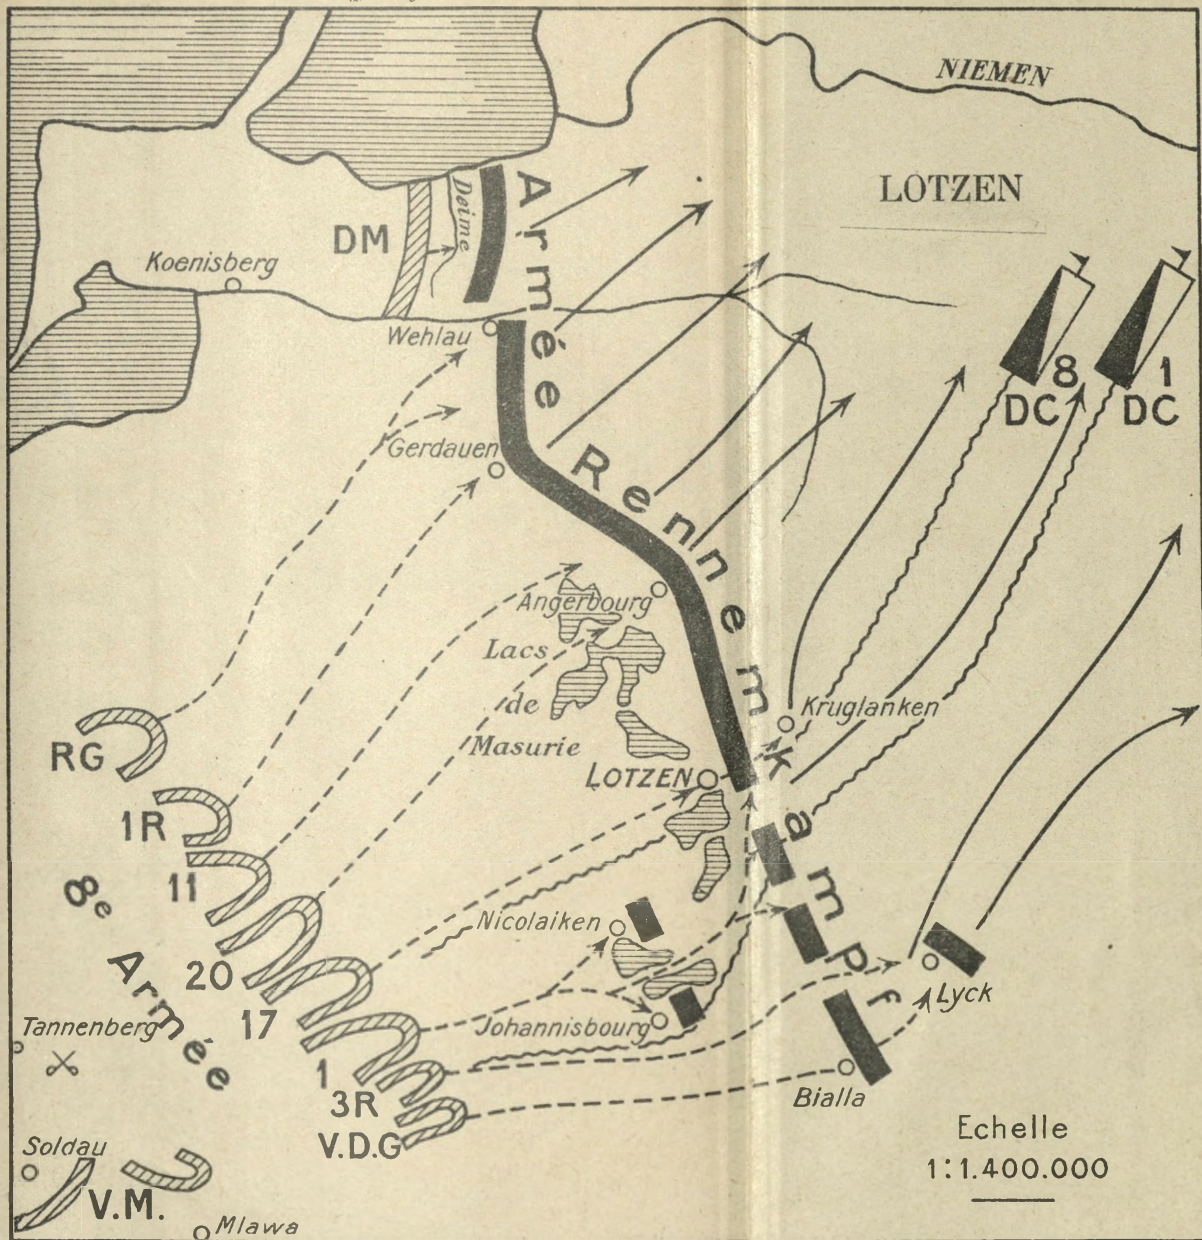 NIEMEN
LOTZEN
Deime
DM
Koenisberg
Wehlau
Armée Rennemkampf
8
DC
1
DC
Gerdauen
Angerbourg
Lacs
de
Masurie
Kruglanken
LOTZEN
RG
1R
11
8e Armée
20
17
Nicolaiken
Lyck
Tannenberg
Johannisbourg
1
3R
V.D.G
Bialla
Echelle
1:1.400.000
Soldau
V.M.
Mlawa